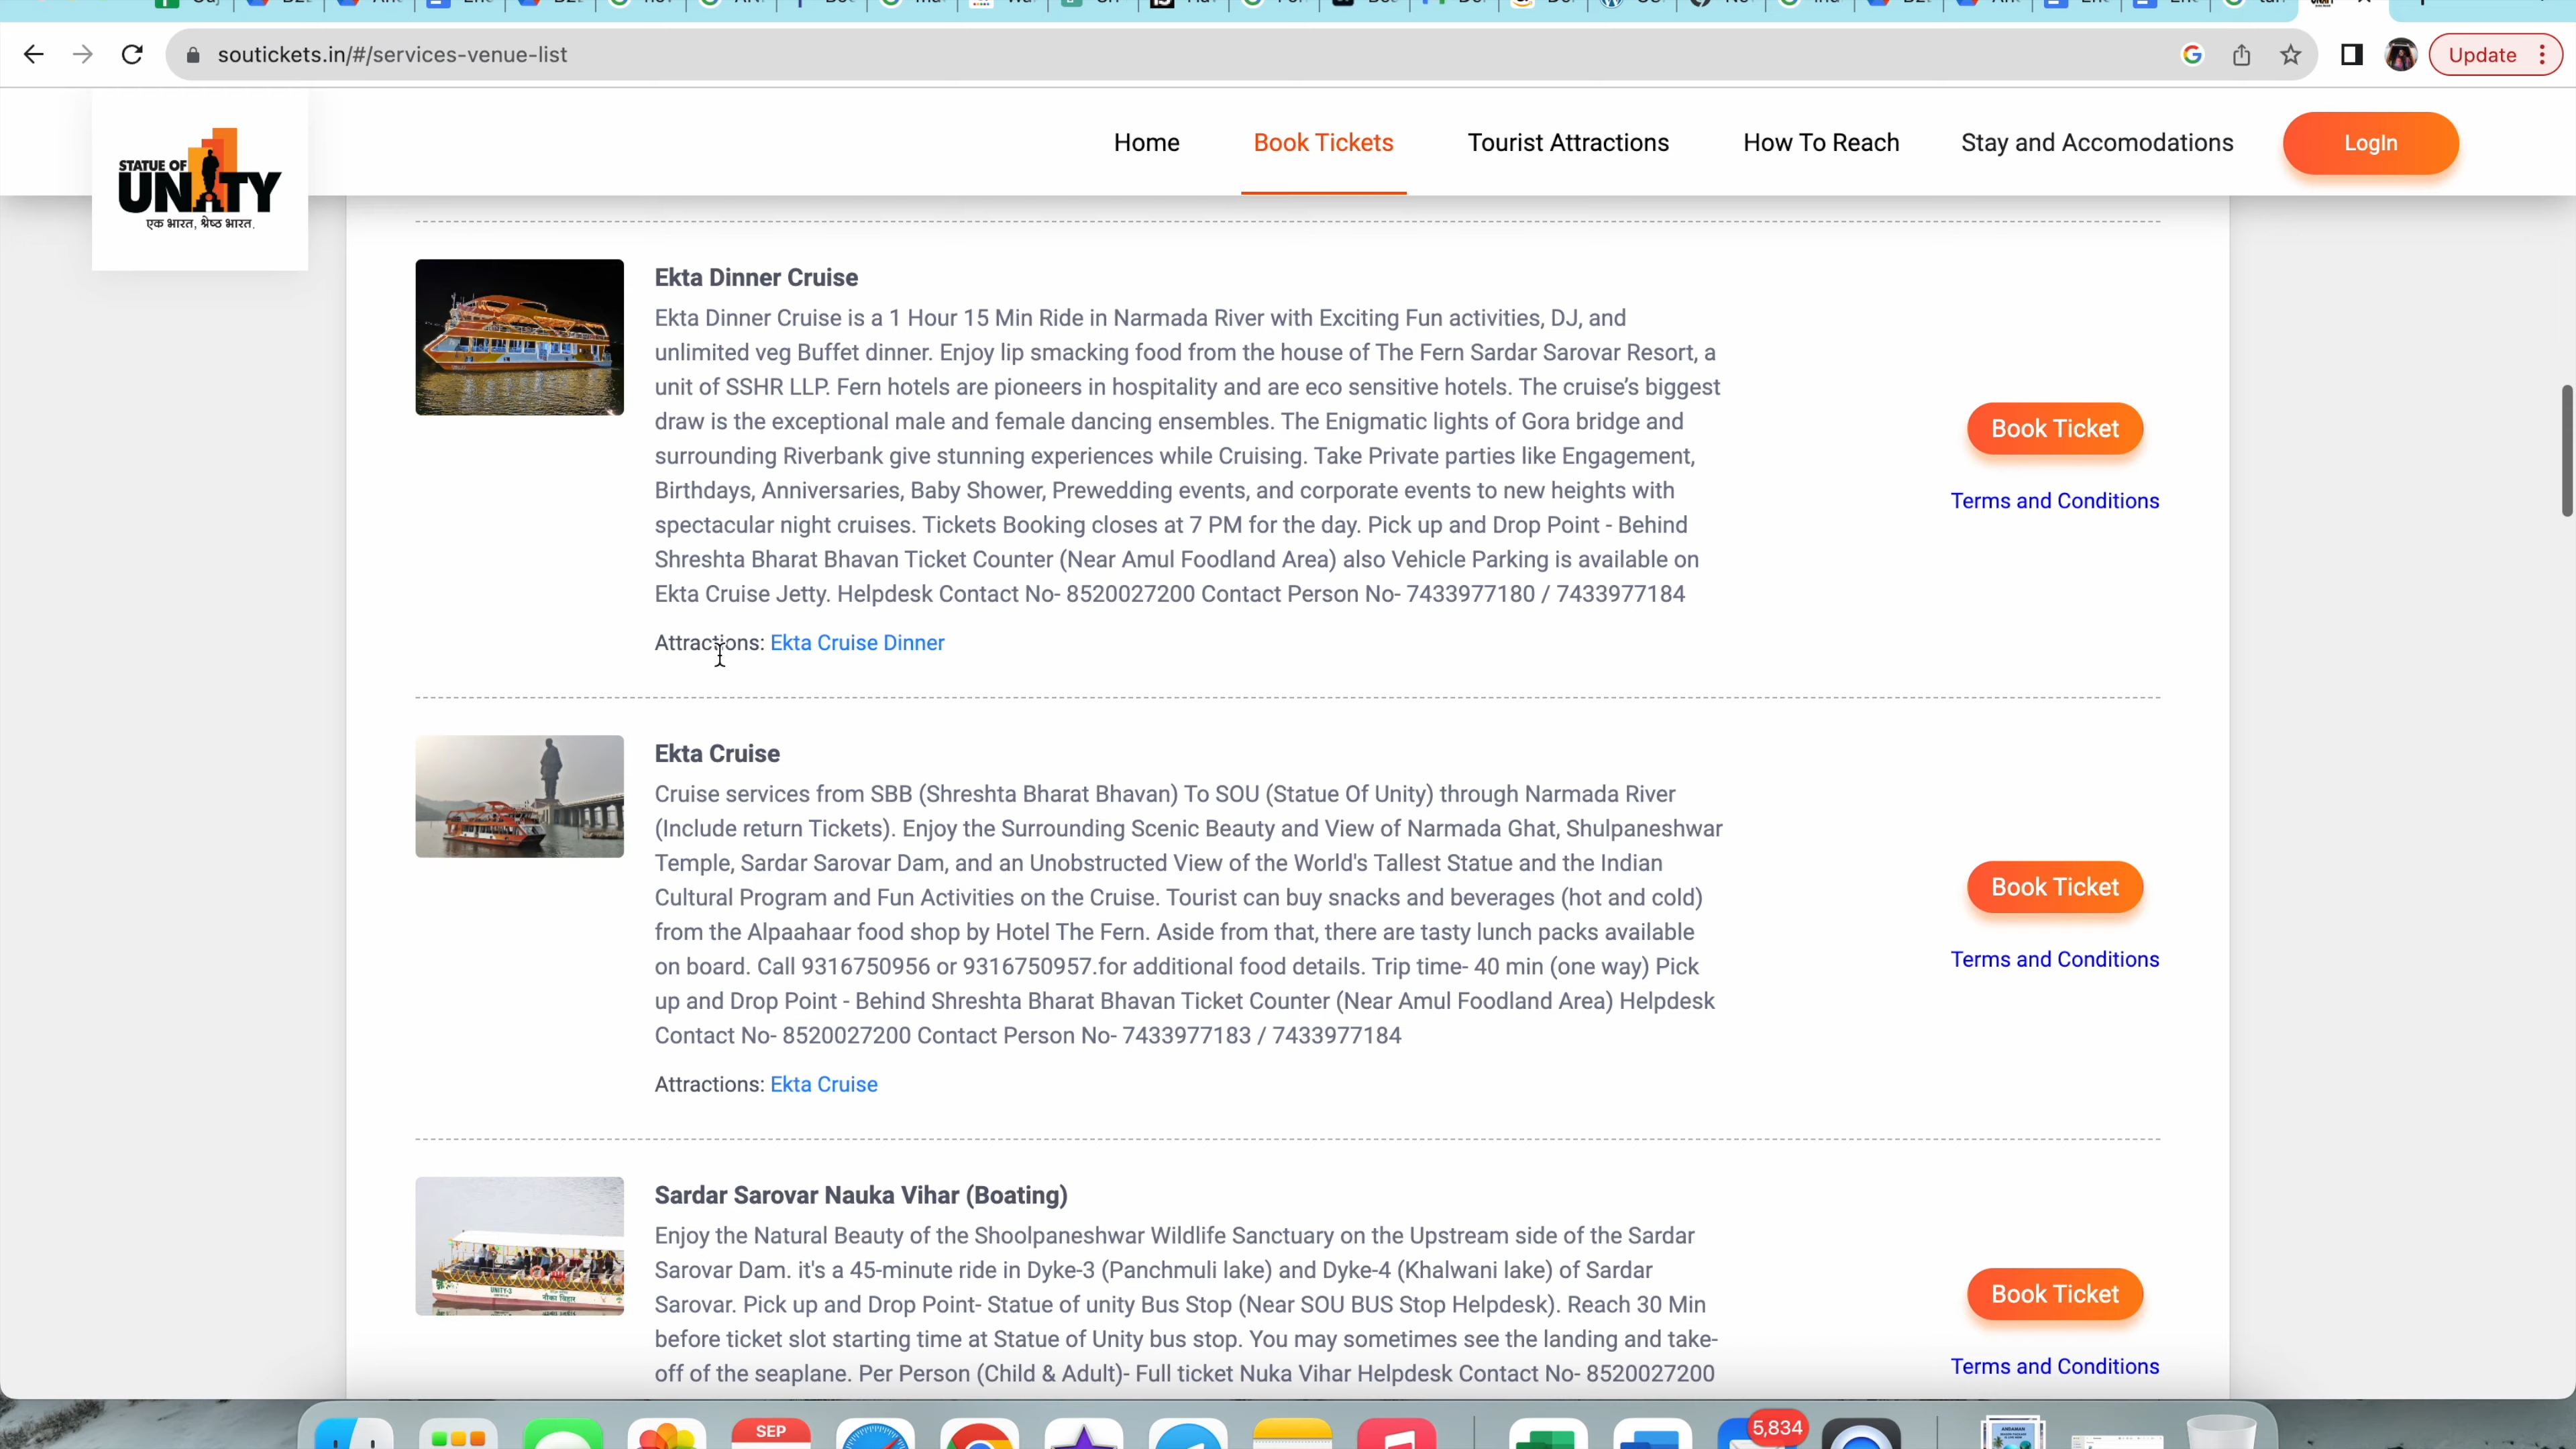 soutickets.in/#/services-venue-list
Update
STATUE OF
UNITY
एक भारत, श्रेष्ठ भारत.
Home
Book Tickets
Tourist Attractions
How To Reach
Stay and Accomodations
LogIn
Ekta Dinner Cruise
Ekta Dinner Cruise is a 1 Hour 15 Min Ride in Narmada River with Exciting Fun activities, DJ, and
unlimited veg Buffet dinner. Enjoy lip smacking food from the house of The Fern Sardar Sarovar Resort, a
unit of SSHR LLP. Fern hotels are pioneers in hospitality and are eco sensitive hotels. The cruise’s biggest
draw is the exceptional male and female dancing ensembles. The Enigmatic lights of Gora bridge and
surrounding Riverbank give stunning experiences while Cruising. Take Private parties like Engagement,
Birthdays, Anniversaries, Baby Shower, Prewedding events, and corporate events to new heights with
spectacular night cruises. Tickets Booking closes at 7 PM for the day. Pick up and Drop Point - Behind
Shreshta Bharat Bhavan Ticket Counter (Near Amul Foodland Area) also Vehicle Parking is available on
Ekta Cruise Jetty. Helpdesk Contact No- 8520027200 Contact Person No- 7433977180 / 7433977184
Attractions: Ekta Cruise Dinner
Book Ticket
Terms and Conditions
Ekta Cruise
Cruise services from SBB (Shreshta Bharat Bhavan) To SOU (Statue Of Unity) through Narmada River
(Include return Tickets). Enjoy the Surrounding Scenic Beauty and View of Narmada Ghat, Shulpaneshwar
Temple, Sardar Sarovar Dam, and an Unobstructed View of the World's Tallest Statue and the Indian
Cultural Program and Fun Activities on the Cruise. Tourist can buy snacks and beverages (hot and cold)
from the Alpaahaar food shop by Hotel The Fern. Aside from that, there are tasty lunch packs available
on board. Call 9316750956 or 9316750957.for additional food details. Trip time- 40 min (one way) Pick
up and Drop Point - Behind Shreshta Bharat Bhavan Ticket Counter (Near Amul Foodland Area) Helpdesk
Contact No- 8520027200 Contact Person No- 7433977183 / 7433977184
Attractions: Ekta Cruise
Book Ticket
Terms and Conditions
Sardar Sarovar Nauka Vihar (Boating)
Enjoy the Natural Beauty of the Shoolpaneshwar Wildlife Sanctuary on the Upstream side of the Sardar
Sarovar Dam. it's a 45-minute ride in Dyke-3 (Panchmuli lake) and Dyke-4 (Khalwani lake) of Sardar
Sarovar. Pick up and Drop Point- Statue of unity Bus Stop (Near SOU BUS Stop Helpdesk). Reach 30 Min
before ticket slot starting time at Statue of Unity bus stop. You may sometimes see the landing and take-
off of the seaplane. Per Person (Child & Adult)- Full ticket Nuka Vihar Helpdesk Contact No- 8520027200
Book Ticket
Terms and Conditions
UNITY-3
नौका विहार
SEP
5,834